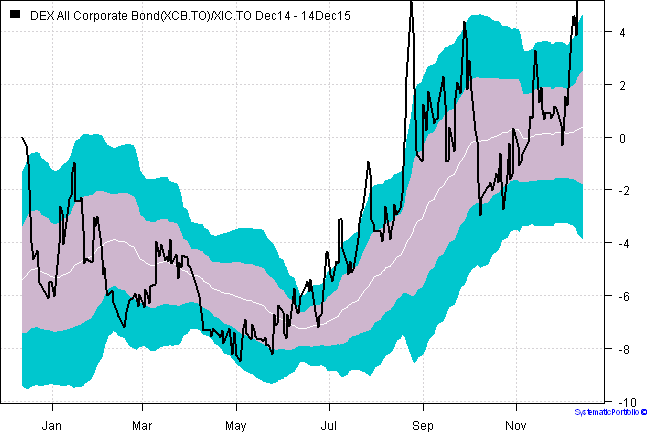 DEX All Corporate Bond(XCB.TO)/XIC.TO Dec14 - 14Dec15
4
2
0
-2
-4
-6
-8
-10
Jan Mar May Jul Sep Nov
SystematicPortfolio ©